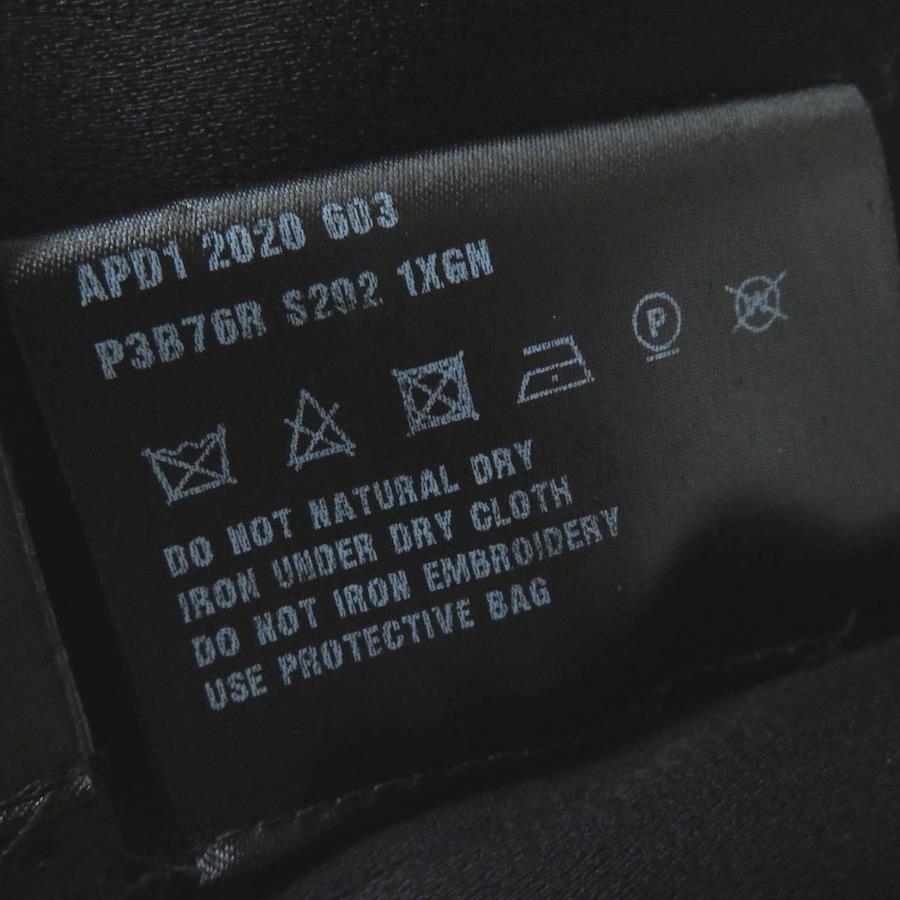 APD1 2020 603
P3B76R S202 1XGN
P
W
DO NOT NATURAL DRY
IRON UNDER DRY CLOTH
DO NOT IRON EMBROIDERY
USE PROTECTIVE BAG